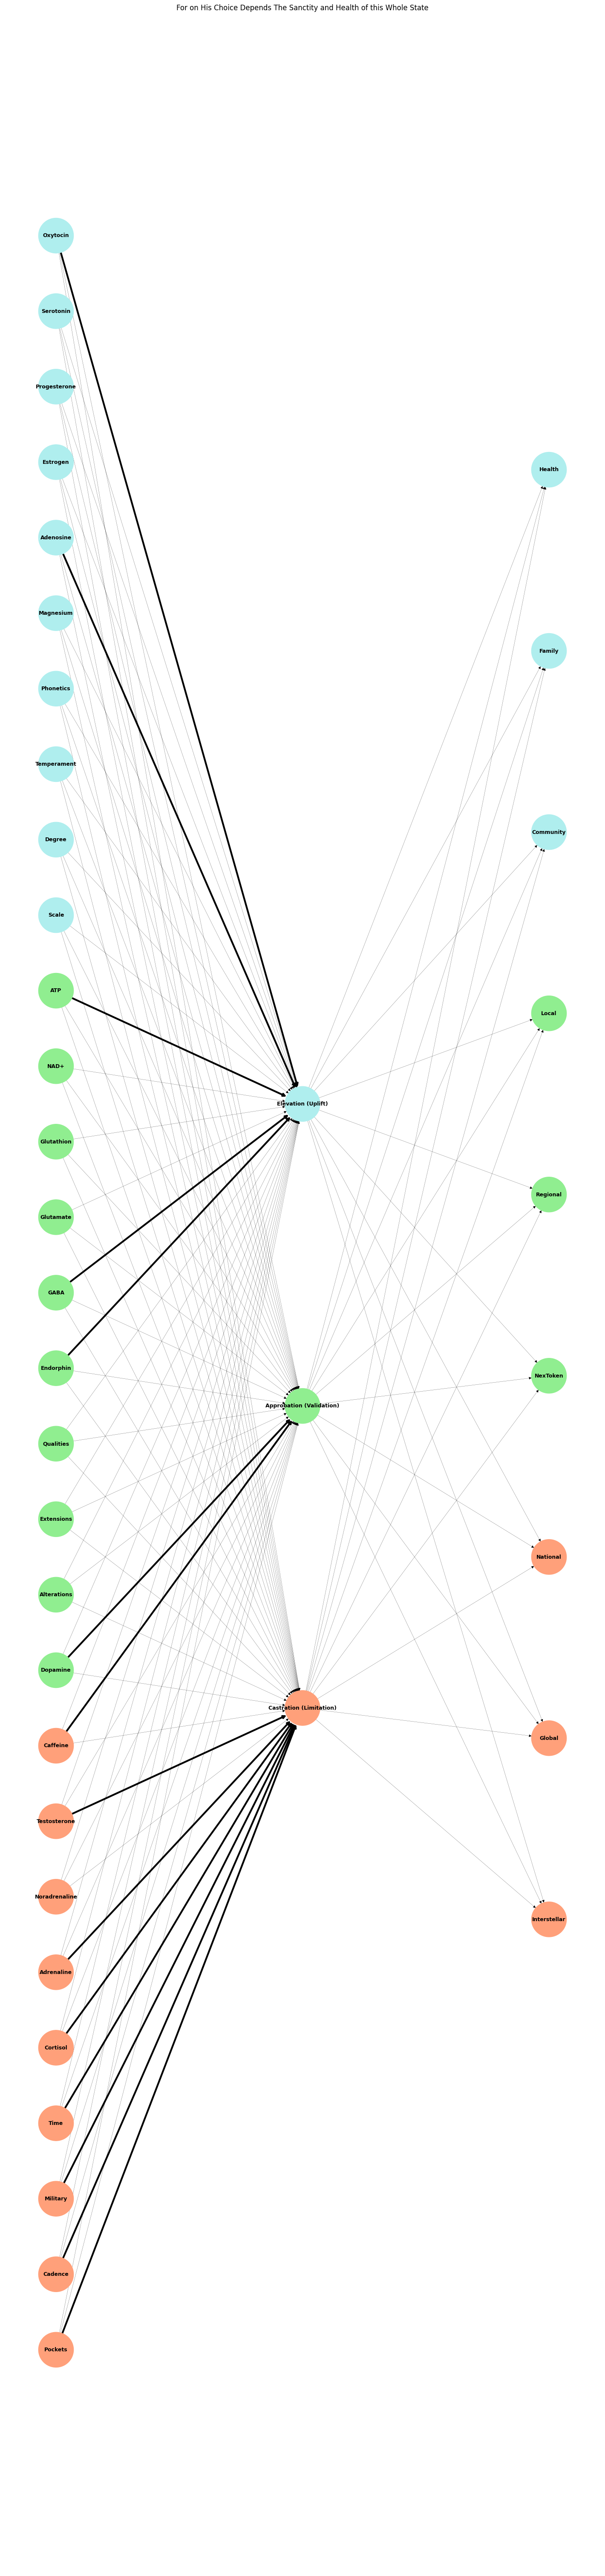 For on His Choice Depends The Sanctity and Health of this Whole State
Oxytocin
Serotonin
Progesterone
Estrogen
Adenosine
Magnesium
Phonetics
Temperament
Degree
Scale
ATP
NAD+
Glutathion
Glutamate
GABA
Endorphin
Qualities
Extensions
Alterations
Dopamine
Caffeine
Testosterone
Noradrenaline
Adrenaline
Cortisol
Time
Military
Cadence
Pockets
Elevation (Uplift)
Approbation (Validation)
Castration (Limitation)
Health
Family
Community
Local
Regional
NexToken
National
Global
Interstellar